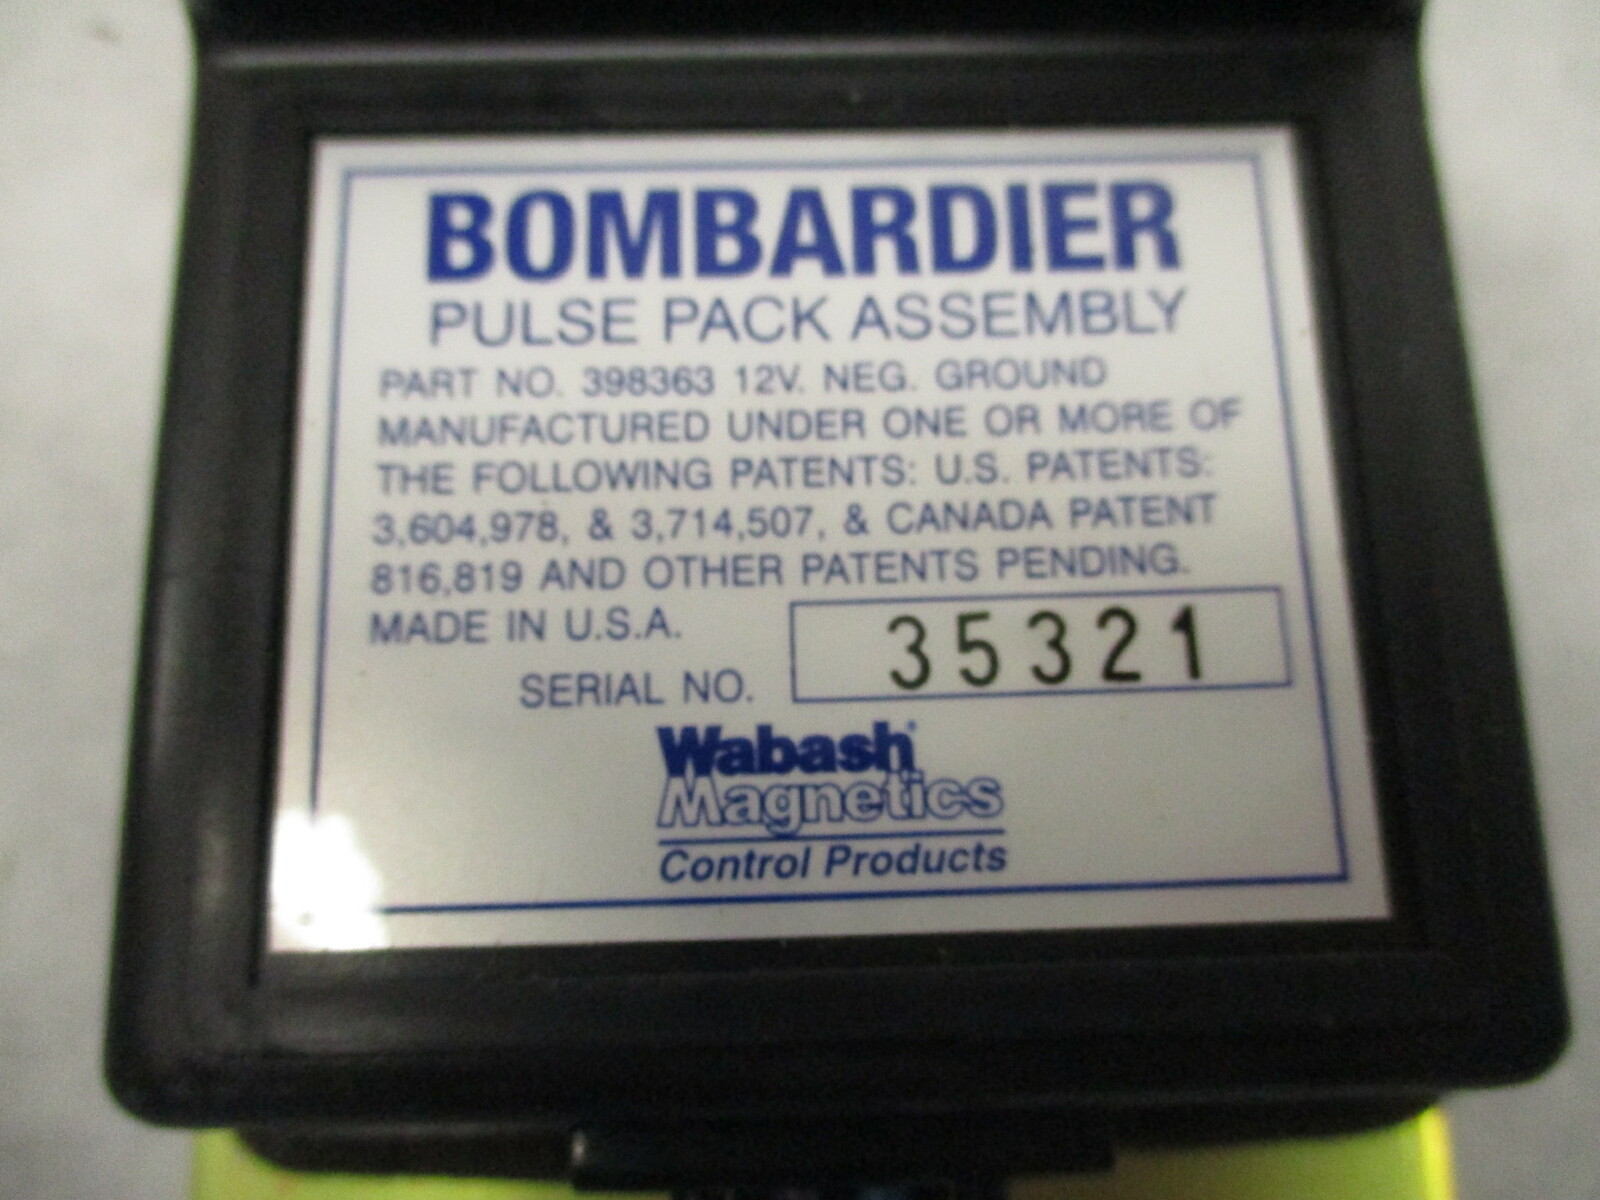 BOMBARDIER
PULSE PACK ASSEMBLY
PART NO. 398363 12V. NEG. GROUND
MANUFACTURED UNDER ONE OR MORE OF
THE FOLLOWING PATENTS: U.S. PATENTS:
3,604,978, & 3,714,507, & CANADA PATENT
816,819 AND OTHER PATENTS PENDING.
MADE IN U.S.A.
SERIAL NO. 35321
Wabash
Magnetics
Control Products